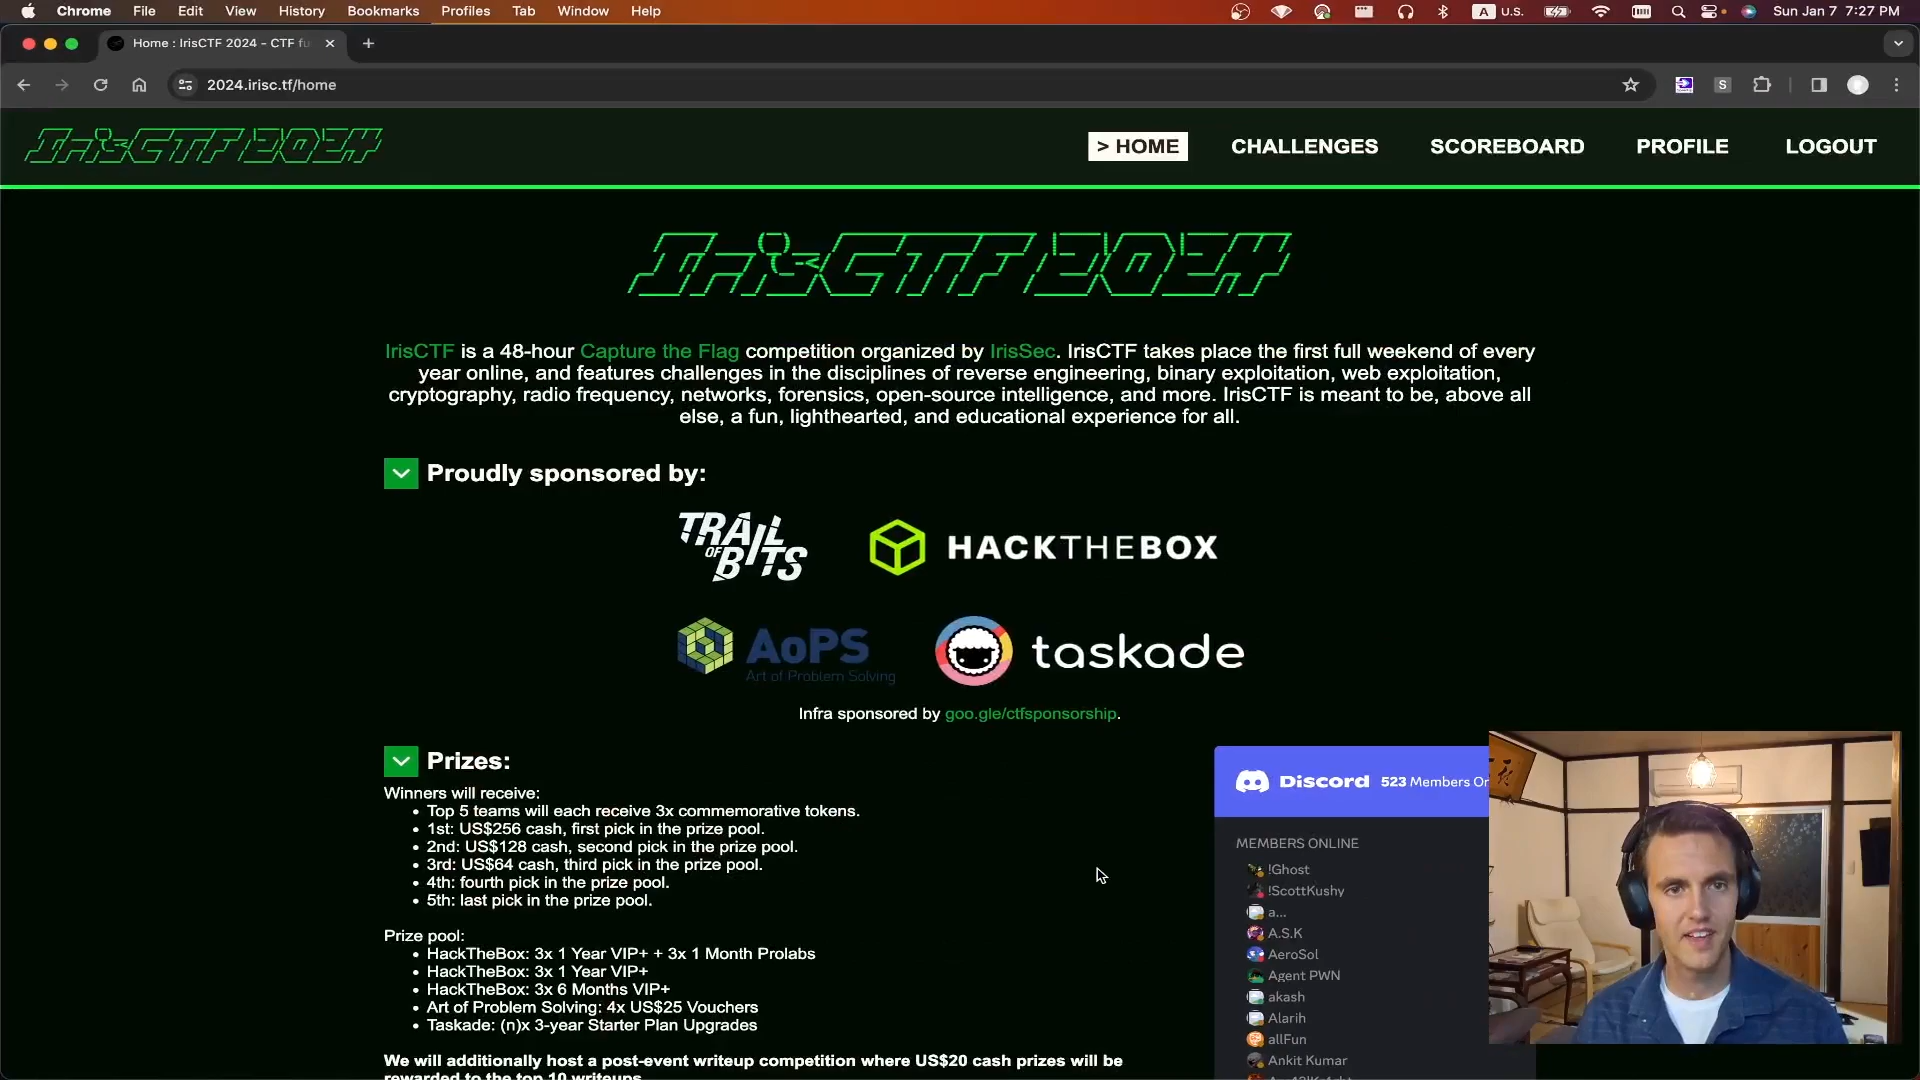 Chrome File Edit View History Bookmarks Profiles Tab Window Help A U.S. Sun Jan 7 7:27 PM
Home : IrisCTF 2024 - CTF fu
2024.irisc.tf/home S
IrisCTF 2024 > HOME CHALLENGES SCOREBOARD PROFILE LOGOUT
IrisCTF 2024
IrisCTF is a 48-hour Capture the Flag competition organized by IrisSec. IrisCTF takes place the first full weekend of every
year online, and features challenges in the disciplines of reverse engineering, binary exploitation, web exploitation,
cryptography, radio frequency, networks, forensics, open-source intelligence, and more. IrisCTF is meant to be, above all
else, a fun, lighthearted, and educational experience for all.
Proudly sponsored by:
TRAIL OF BITS HACKTHEBOX
AoPS taskade
Art of Problem Solving
Infra sponsored by goo.gle/ctfsponsorship.
Prizes:
Winners will receive:
• Top 5 teams will each receive 3x commemorative tokens.
• 1st: US$256 cash, first pick in the prize pool.
• 2nd: US$128 cash, second pick in the prize pool.
• 3rd: US$64 cash, third pick in the prize pool.
• 4th: fourth pick in the prize pool.
• 5th: last pick in the prize pool.
Prize pool:
• HackTheBox: 3x 1 Year VIP+ + 3x 1 Month Prolabs
• HackTheBox: 3x 1 Year VIP+
• HackTheBox: 3x 6 Months VIP+
• Art of Problem Solving: 4x US$25 Vouchers
• Taskade: (n)x 3-year Starter Plan Upgrades
We will additionally host a post-event writeup competition where US$20 cash prizes will be
rewarded to the top 10 writeups.
Discord 523 Members On
MEMBERS ONLINE
!Ghost
!ScottKushy
a...
A.S.K
AeroSol
Agent PWN
akash
Alarih
allFun
Ankit Kumar